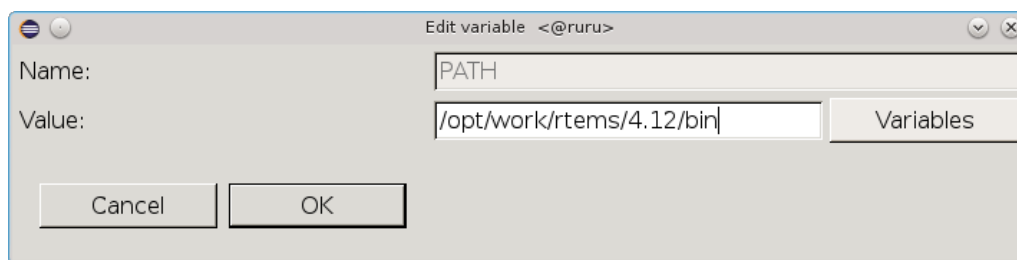 Edit variable <@ruru>
Name:
PATH
Value:
/opt/work/rtems/4.12/bin
Variables
Cancel
OK